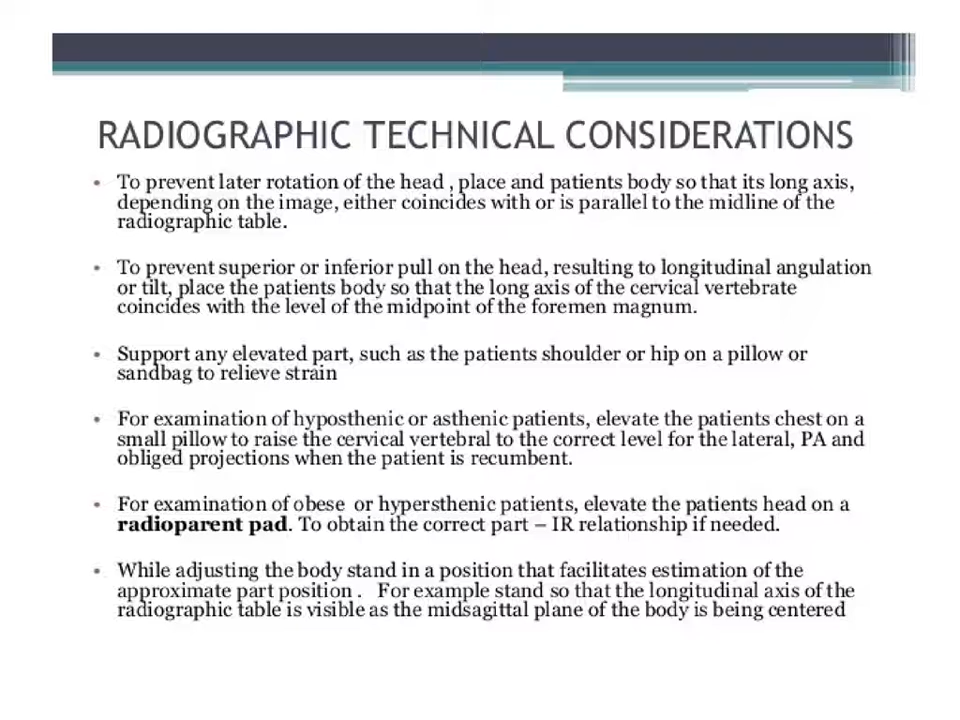 RADIOGRAPHIC TECHNICAL CONSIDERATIONS
• To prevent later rotation of the head , place and patients body so that its long axis,
depending on the image, either coincides with or is parallel to the midline of the
radiographic table.
• To prevent superior or inferior pull on the head, resulting to longitudinal angulation
or tilt, place the patients body so that the long axis of the cervical vertebrate
coincides with the level of the midpoint of the foremen magnum.
• Support any elevated part, such as the patients shoulder or hip on a pillow or
sandbag to relieve strain
• For examination of hyposthenic or asthenic patients, elevate the patients chest on a
small pillow to raise the cervical vertebral to the correct level for the lateral, PA and
obliged projections when the patient is recumbent.
• For examination of obese or hypersthenic patients, elevate the patients head on a
radioparent pad. To obtain the correct part – IR relationship if needed.
• While adjusting the body stand in a position that facilitates estimation of the
approximate part position . For example stand so that the longitudinal axis of the
radiographic table is visible as the midsagittal plane of the body is being centered